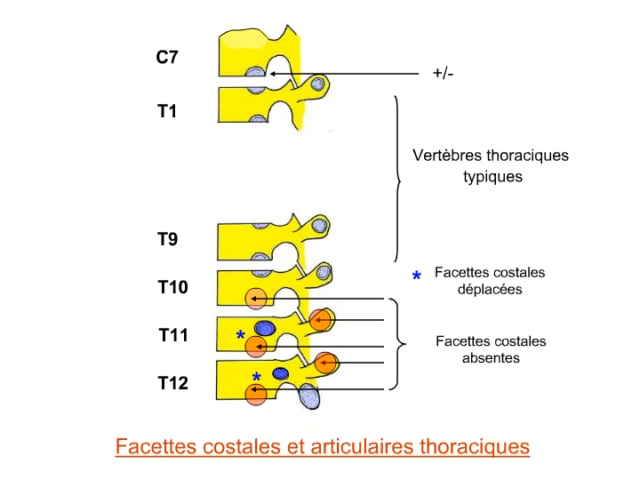 C7
+/-
T1
Vertèbres thoraciques
typiques
T9
* Facettes costales
déplacées
T10
T11
*
Facettes costales
absentes
T12
*
Facettes costales et articulaires thoraciques